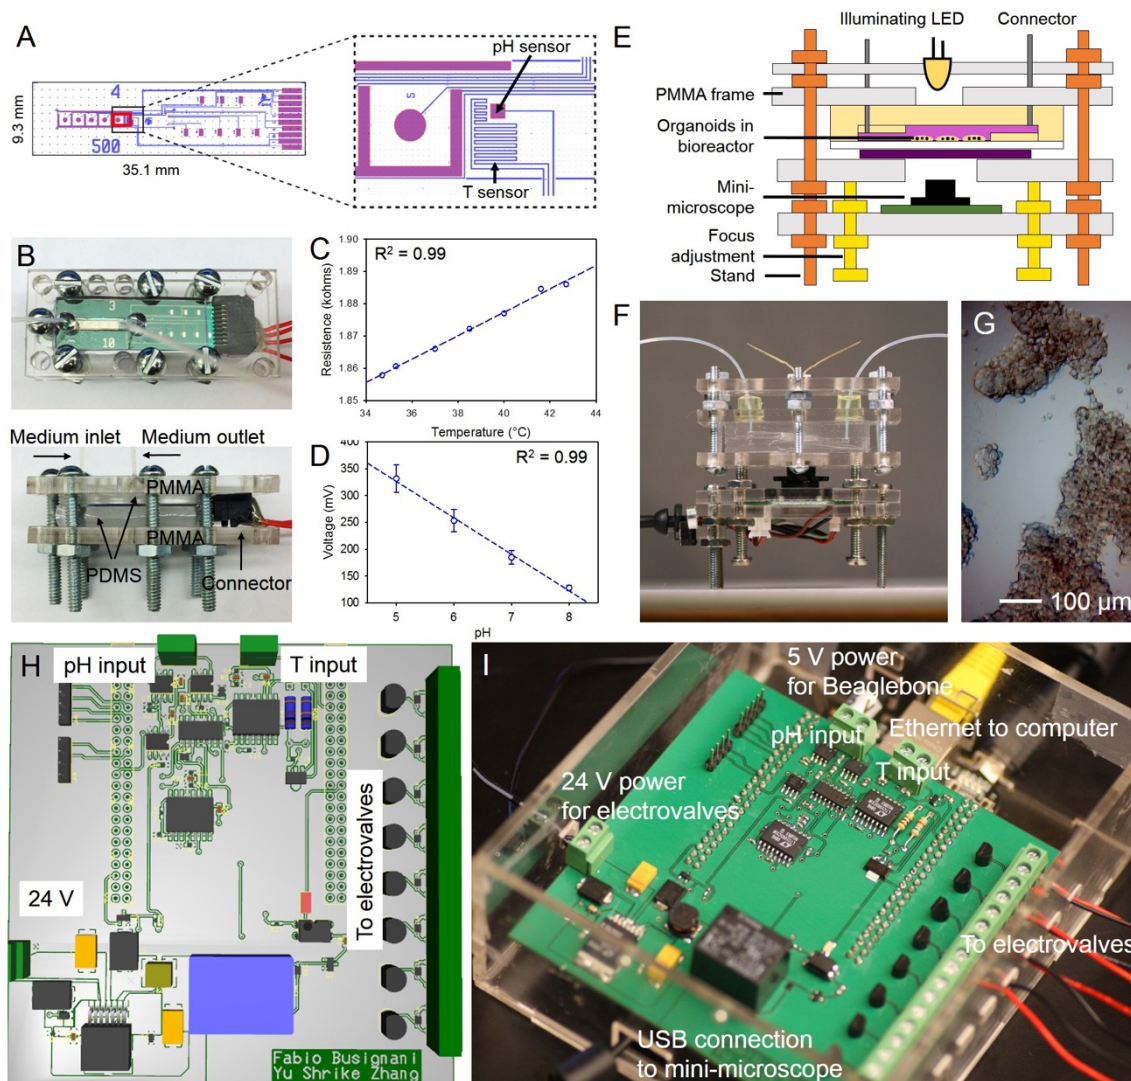 A
4
500
9.3 mm
35.1 mm
pH sensor
S
T sensor
B
3
10
Medium inlet
Medium outlet
PMMA
PMMA
PDMS
Connector
C
R² = 0.99
Resistence (kohms)
1.90
1.89
1.88
1.87
1.86
1.85
34 36 38 40 42 44
Temperature (°C)
D
R² = 0.99
Voltage (mV)
400
350
300
250
200
150
100
5 6 7 8
pH
E
Illuminating LED
Connector
PMMA frame
Organoids in
bioreactor
Mini-
microscope
Focus
adjustment
Stand
F
G
100 µm
H
pH input
T input
24 V
To electrovalves
Fabio Busignani
Yu Shrike Zhang
I
5 V power
for Beaglebone
Ethernet to computer
pH input
T input
24 V power
for electrovalves
To electrovalves
USB connection
to mini-microscope